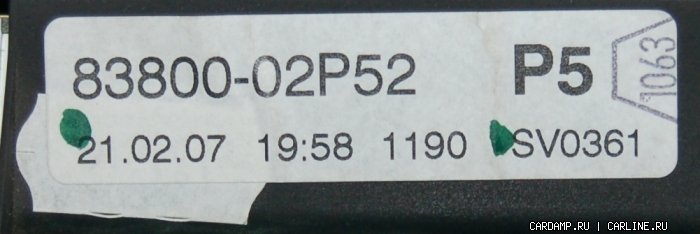 83800-02P52 P5 1063
21.02.07 19:58 1190 SV0361
CARDAMP.RU | CARLINE.RU